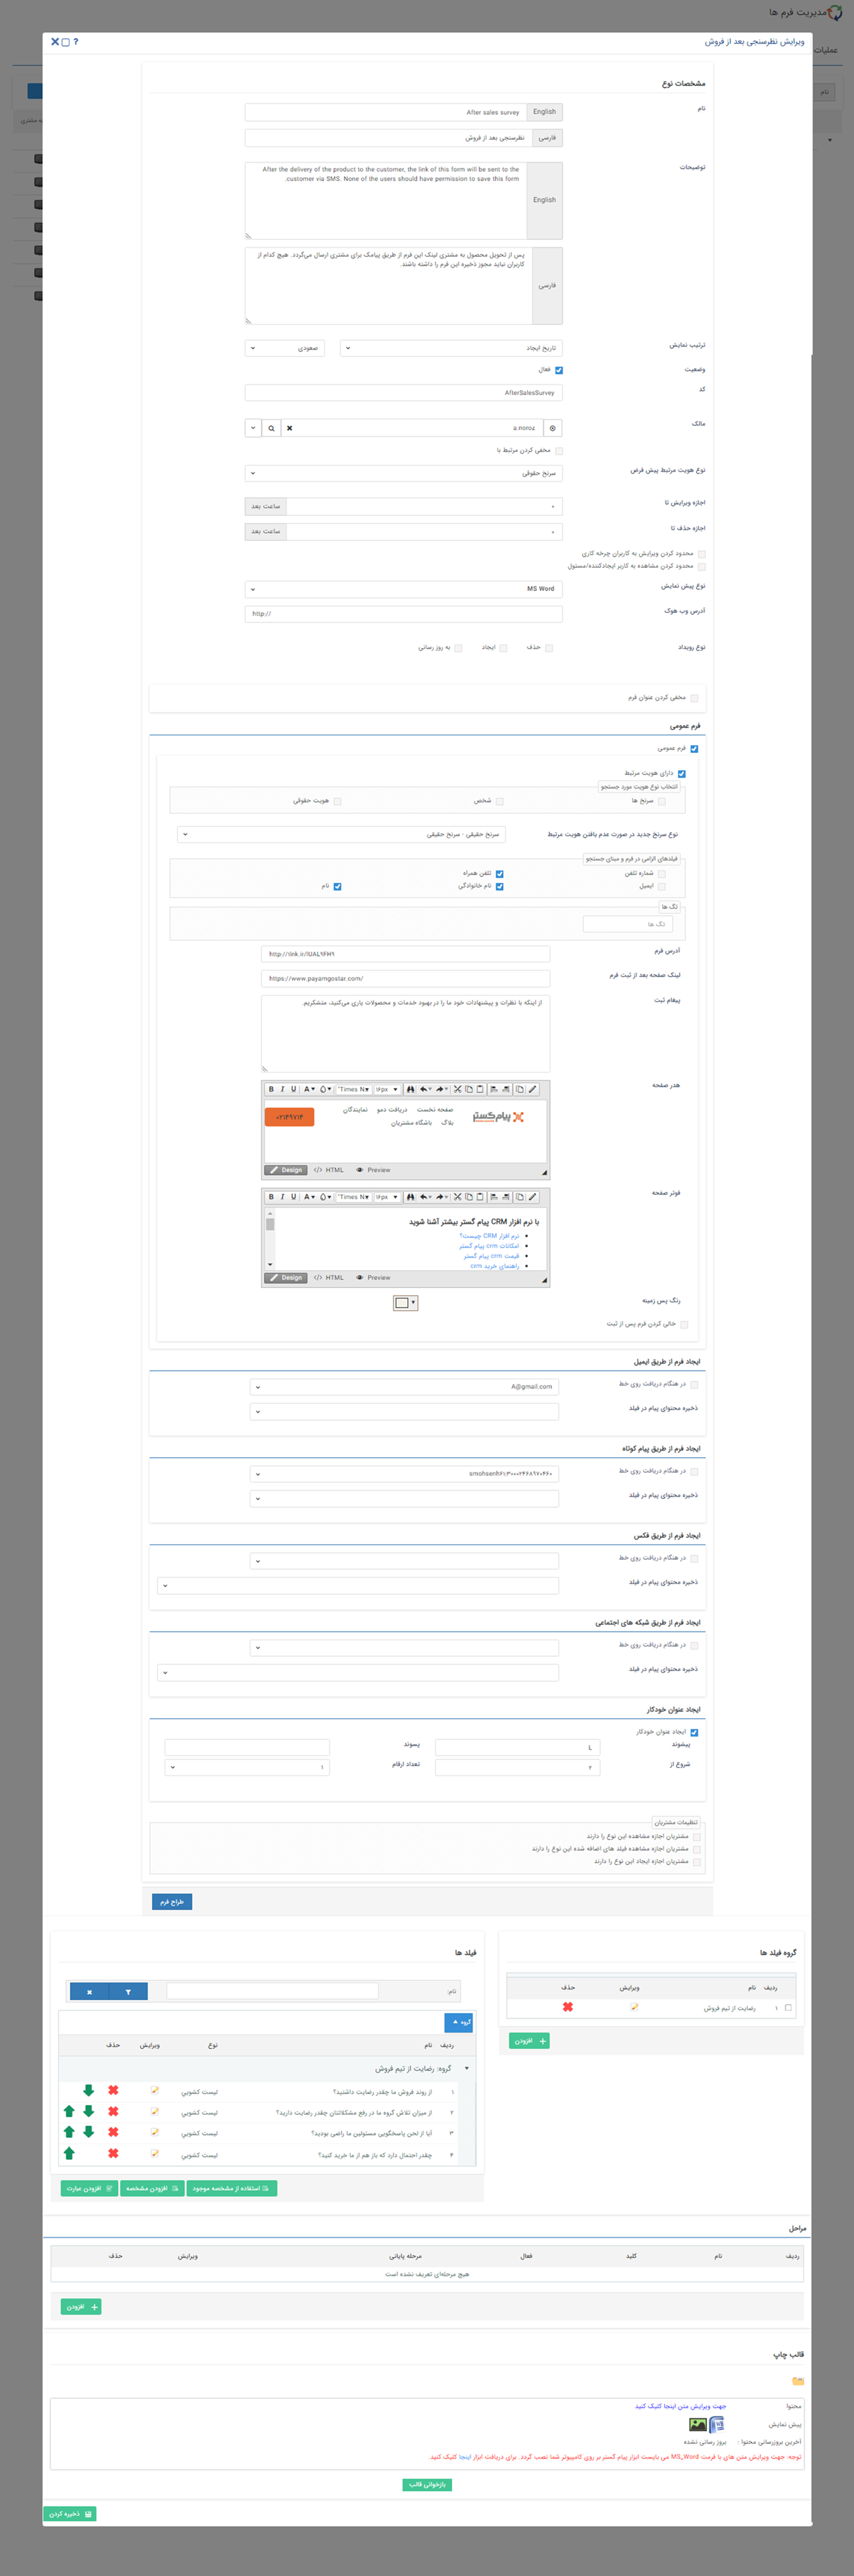 مدیریت فرم ها
عملیات
نام
ویرایش نظرسنجی بعد از فروش
?
مشخصات نوع
نام
English
After sales survey
فارسی
نظرسنجی بعد از فروش
توضیحات
English
After the delivery of the product to the customer, the link of this form will be sent to the
.customer via SMS. None of the users should have permission to save this form
فارسی
پس از تحویل محصول به مشتری لینک این فرم از طریق پیامک برای مشتری ارسال می‌گردد. هیچ کدام از
کاربران نباید مجوز ذخیره این فرم را داشته باشند.
ترتیب نمایش
تاریخ ایجاد
صعودی
وضعیت
فعال
کد
AfterSalesSurvey
مالک
a.noroz
مخفی کردن مرتبط با
نوع هویت مرتبط پیش فرض
سرنخ حقوقی
اجازه ویرایش تا
۰
ساعت بعد
اجازه حذف تا
۰
ساعت بعد
محدود کردن ویرایش به کاربران چرخه کاری
محدود کردن مشاهده به کاربر ایجادکننده/مسئول
نوع پیش نمایش
MS Word
آدرس وب هوک
http://
نوع رویداد
حذف
ایجاد
به روز رسانی
مخفی کردن عنوان فرم
فرم عمومی
فرم عمومی
دارای هویت مرتبط
انتخاب نوع هویت مورد جستجو
سرنخ ها
شخص
هویت حقوقی
نوع سرنخ جدید در صورت عدم یافتن هویت مرتبط
سرنخ حقیقی - سرنخ حقیقی
فیلدهای الزامی در فرم و مبنای جستجو
شماره تلفن
تلفن همراه
ایمیل
نام خانوادگی
نام
تگ ها
تگ ها
آدرس فرم
لینک صفحه بعد از ثبت فرم
https://www.payamgostar.com/
پیغام ثبت
از اینکه با نظرات و پیشنهادات خود ما را در بهبود خدمات و محصولات یاری می‌کنید، متشکریم.
هدر صفحه
B I U A "Times N 16px
پیام‌گستر
صفحه نخست دریافت دمو نمایندگان
بلاگ باشگاه مشتریان
۰۲۱۴۹۷۱۴
Design HTML Preview
فوتر صفحه
B I U A "Times N 16px
با نرم افزار CRM پیام گستر بیشتر آشنا شوید
نرم افزار CRM چیست؟
امکانات crm پیام گستر
قیمت crm پیام گستر
راهنمای خرید crm
Design HTML Preview
رنگ پس زمینه
خالی کردن فرم پس از ثبت
ایجاد فرم از طریق ایمیل
در هنگام دریافت روی خط
A@gmail.com
ذخیره محتوای پیام در فیلد
ایجاد فرم از طریق پیام کوتاه
در هنگام دریافت روی خط
ذخیره محتوای پیام در فیلد
ایجاد فرم از طریق فکس
در هنگام دریافت روی خط
ذخیره محتوای پیام در فیلد
ایجاد فرم از طریق شبکه های اجتماعی
در هنگام دریافت روی خط
ذخیره محتوای پیام در فیلد
ایجاد عنوان خودکار
ایجاد عنوان خودکار
پیشوند
L
پسوند
شروع از
۲
تعداد ارقام
۱
تنظیمات مشتریان
مشتریان اجازه مشاهده این نوع را دارند
مشتریان اجازه مشاهده فیلد های اضافه شده این نوع را دارند
مشتریان اجازه ایجاد این نوع را دارند
طراح فرم
گروه فیلد ها
ردیف نام ویرایش حذف
۱ رضایت از تیم فروش
افزودن
فیلد ها
نام:
گروه
ردیف نام نوع ویرایش حذف
گروه: رضایت از تیم فروش
۱ از روند فروش ما چقدر رضایت داشتید؟ لیست کشویی
۲ از میزان تلاش گروه ما در رفع مشکلاتتان چقدر رضایت دارید؟ لیست کشویی
۳ آیا از لحن پاسخگویی مسئولین ما راضی بودید؟ لیست کشویی
۴ چقدر احتمال دارد که باز هم از ما خرید کنید؟ لیست کشویی
استفاده از مشخصه موجود
افزودن مشخصه
افزودن عبارت
مراحل
ردیف نام کلید فعال مرحله پایانی ویرایش حذف
هیچ مرحله‌ای تعریف نشده است
افزودن
قالب چاپ
محتوا
جهت ویرایش متن اینجا کلیک کنید
پیش نمایش
آخرین بروزرسانی محتوا : بروز رسانی نشده
توجه: جهت ویرایش متن های با فرمت MS_Word می بایست ابزار پیام گستر بر روی کامپیوتر شما نصب گردد. برای دریافت ابزار اینجا کلیک کنید.
بازخوانی قالب
ذخیره کردن